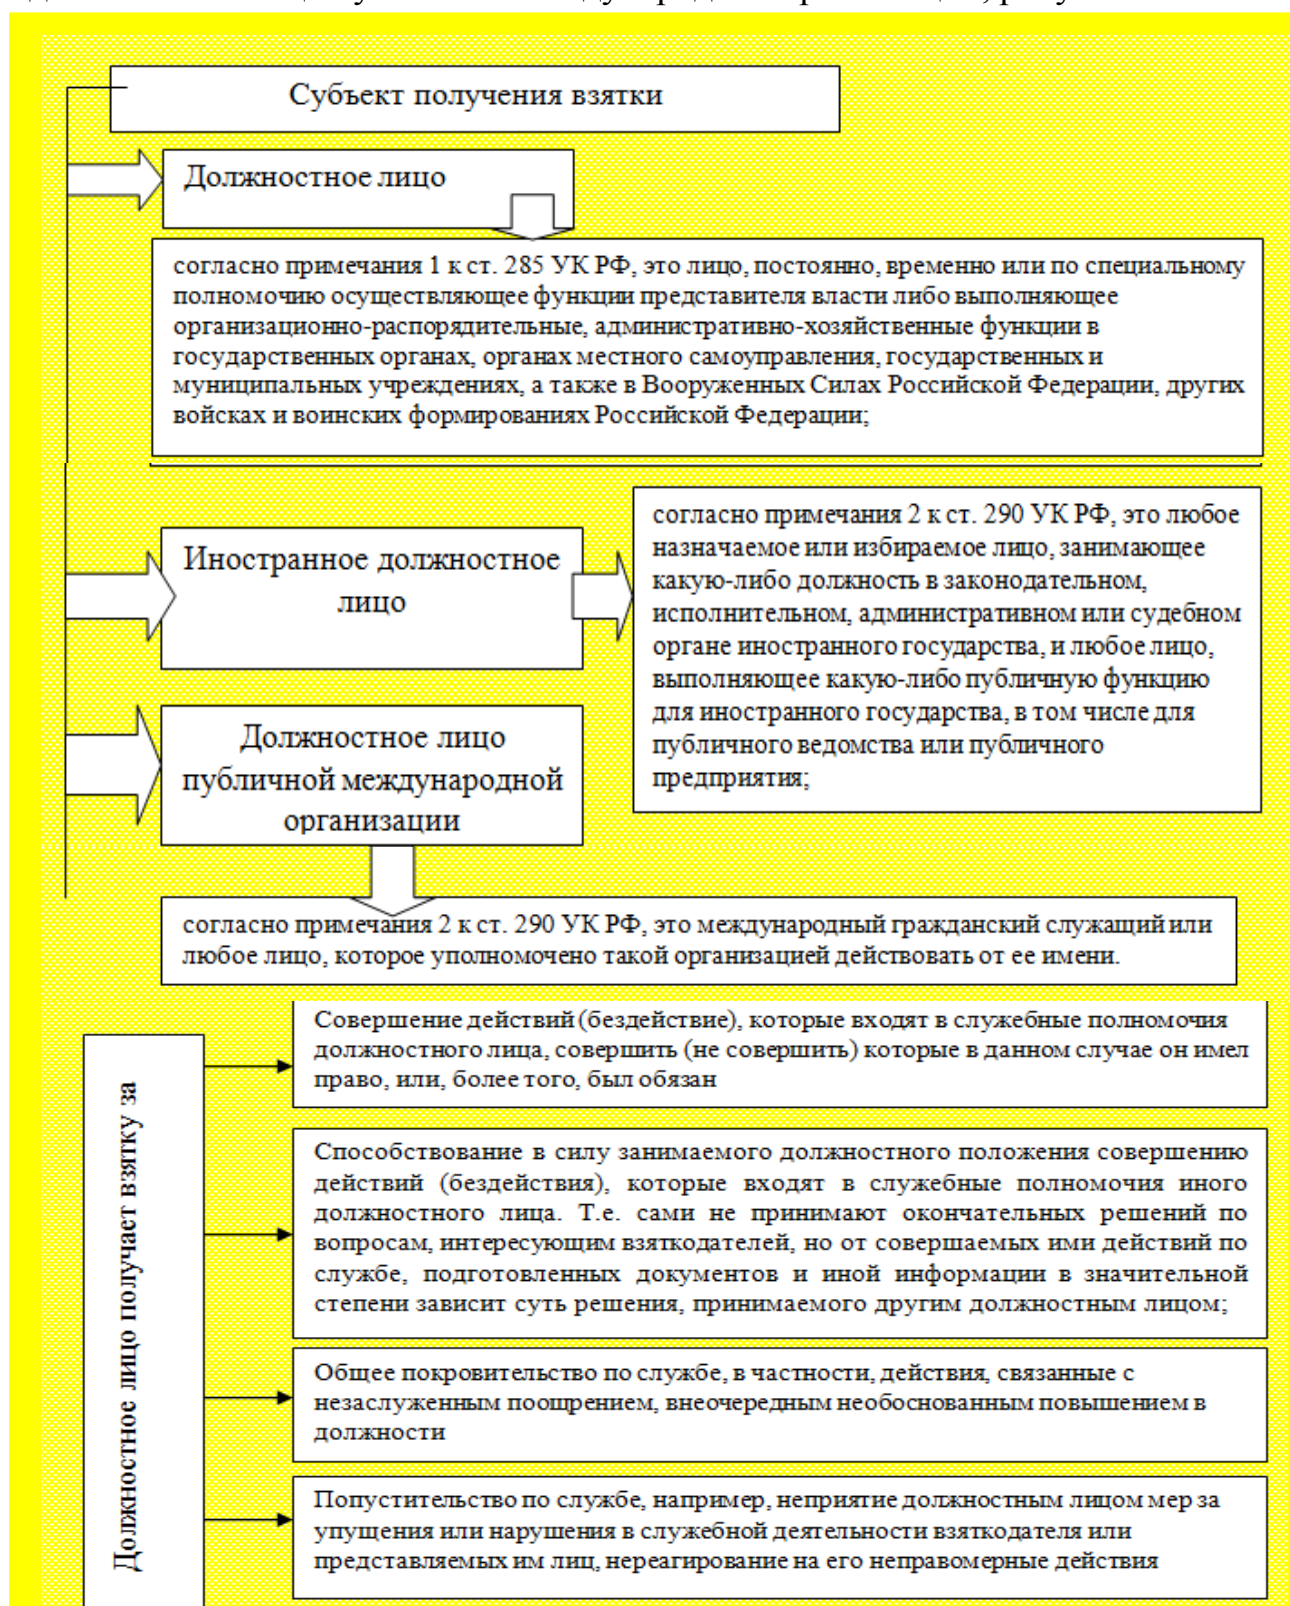 Субъект получения взятки
Должностное лицо
согласно примечания 1 к ст. 285 УК РФ, это лицо, постоянно, временно или по специальному
полномочию осуществляющее функции представителя власти либо выполняющее
организационно-распорядительные, административно-хозяйственные функции в
государственных органах, органах местного самоуправления, государственных и
муниципальных учреждениях, а также в Вооруженных Силах Российской Федерации, других
войсках и воинских формированиях Российской Федерации;
Иностранное должностное
лицо
согласно примечания 2 к ст. 290 УК РФ, это любое
назначаемое или избираемое лицо, занимающее
какую-либо должность в законодательном,
исполнительном, административном или судебном
органе иностранного государства, и любое лицо,
выполняющее какую-либо публичную функцию
для иностранного государства, в том числе для
публичного ведомства или публичного
предприятия;
Должностное лицо
публичной международной
организации
согласно примечания 2 к ст. 290 УК РФ, это международный гражданский служащий или
любое лицо, которое уполномочено такой организацией действовать от ее имени.
Должностное лицо получает взятку за
Совершение действий (бездействие), которые входят в служебные полномочия
должностного лица, совершить (не совершить) которые в данном случае он имел
право, или, более того, был обязан
Способствование в силу занимаемого должностного положения совершению
действий (бездействия), которые входят в служебные полномочия иного
должностного лица. Т.е. сами не принимают окончательных решений по
вопросам, интересующим взяткодателей, но от совершаемых ими действий по
службе, подготовленных документов и иной информации в значительной
степени зависит суть решения, принимаемого другим должностным лицом;
Общее покровительство по службе, в частности, действия, связанные с
незаслуженным поощрением, внеочередным необоснованным повышением в
должности
Попустительство по службе, например, неприятие должностным лицом мер за
упущения или нарушения в служебной деятельности взяткодателя или
представляемых им лиц, нереагирование на его неправомерные действия